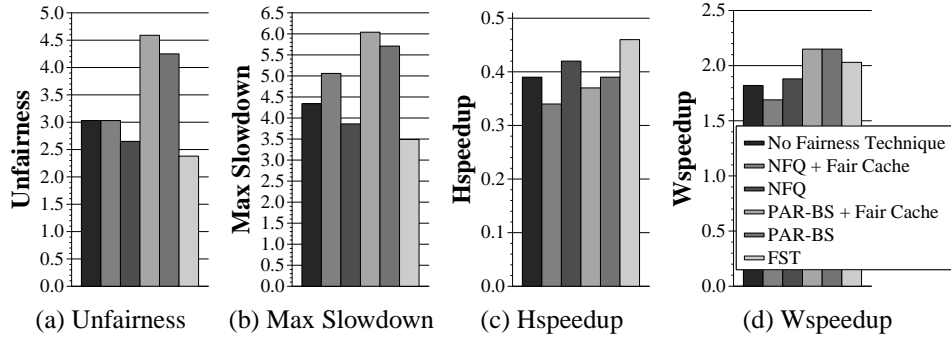 Unfairness
5.0
4.5
4.0
3.5
3.0
2.5
2.0
1.5
1.0
0.5
0.0
(a) Unfairness
Max Slowdown
6.5
6.0
5.5
5.0
4.5
4.0
3.5
3.0
2.5
2.0
1.5
1.0
0.5
0.0
(b) Max Slowdown
Hspeedup
0.5
0.4
0.3
0.2
0.1
0.0
(c) Hspeedup
Wspeedup
2.5
2.0
1.5
1.0
0.5
0.0
No Fairness Technique
NFQ + Fair Cache
NFQ
PAR-BS + Fair Cache
PAR-BS
FST
(d) Wspeedup